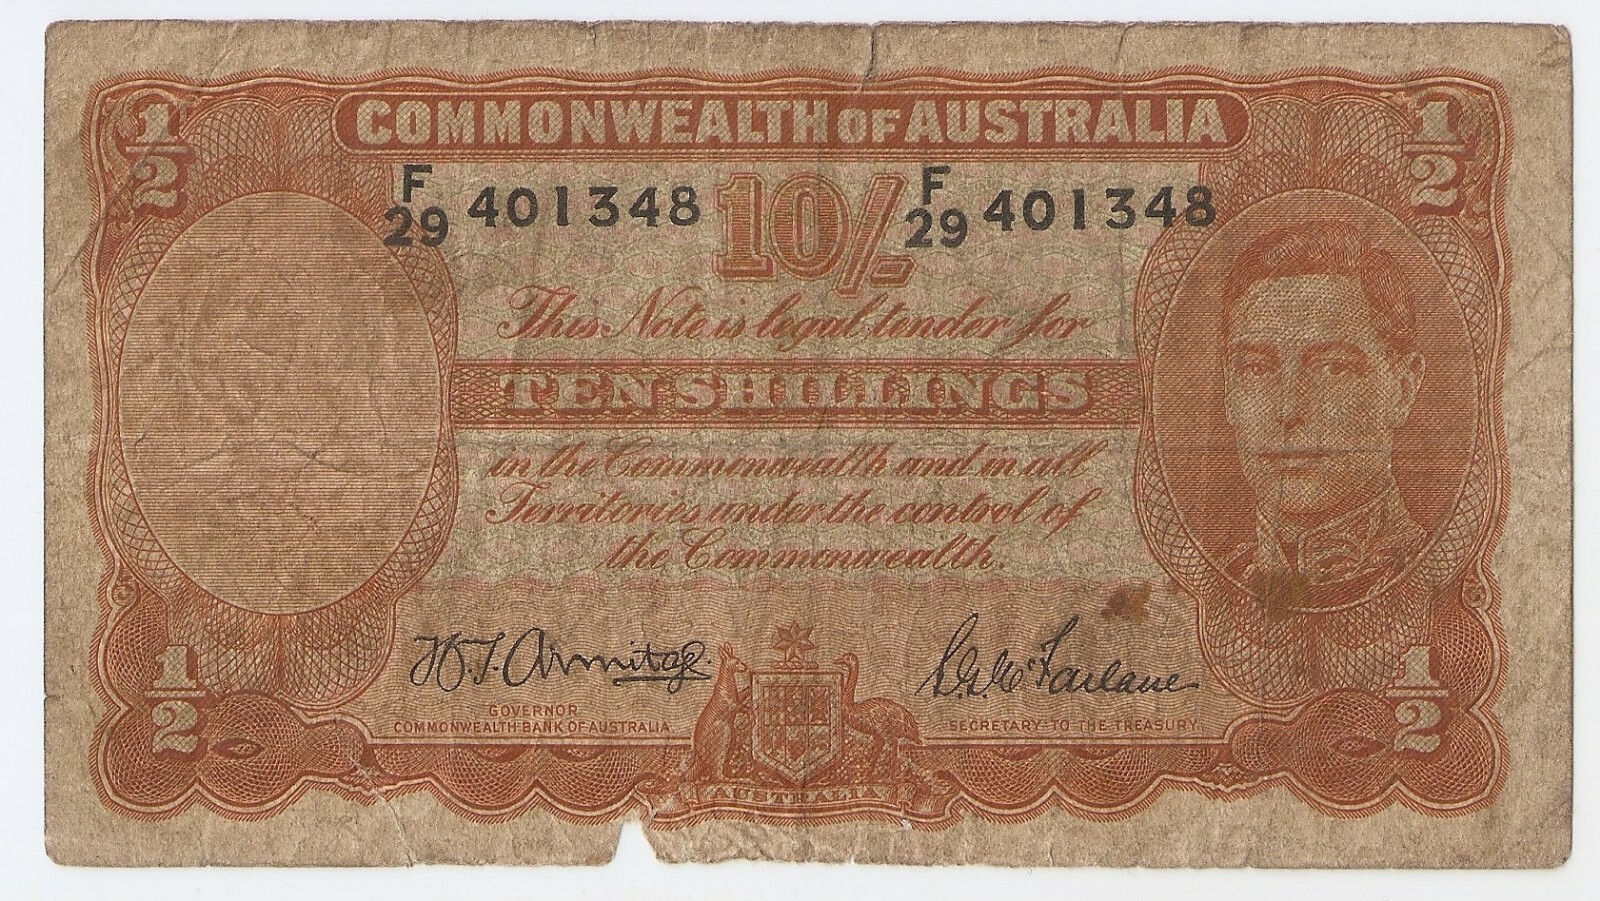 1/2
COMMONWEALTH OF AUSTRALIA
1/2
F/29 401348
10/-
F/29 401348
This Note is legal tender for
TEN SHILLINGS
in the Commonwealth and in all
Territories under the control of
the Commonwealth.
H.T. Armitage.
GOVERNOR
COMMONWEALTH BANK OF AUSTRALIA
S.G. McFarlane
SECRETARY TO THE TREASURY
1/2
AUSTRALIA
1/2